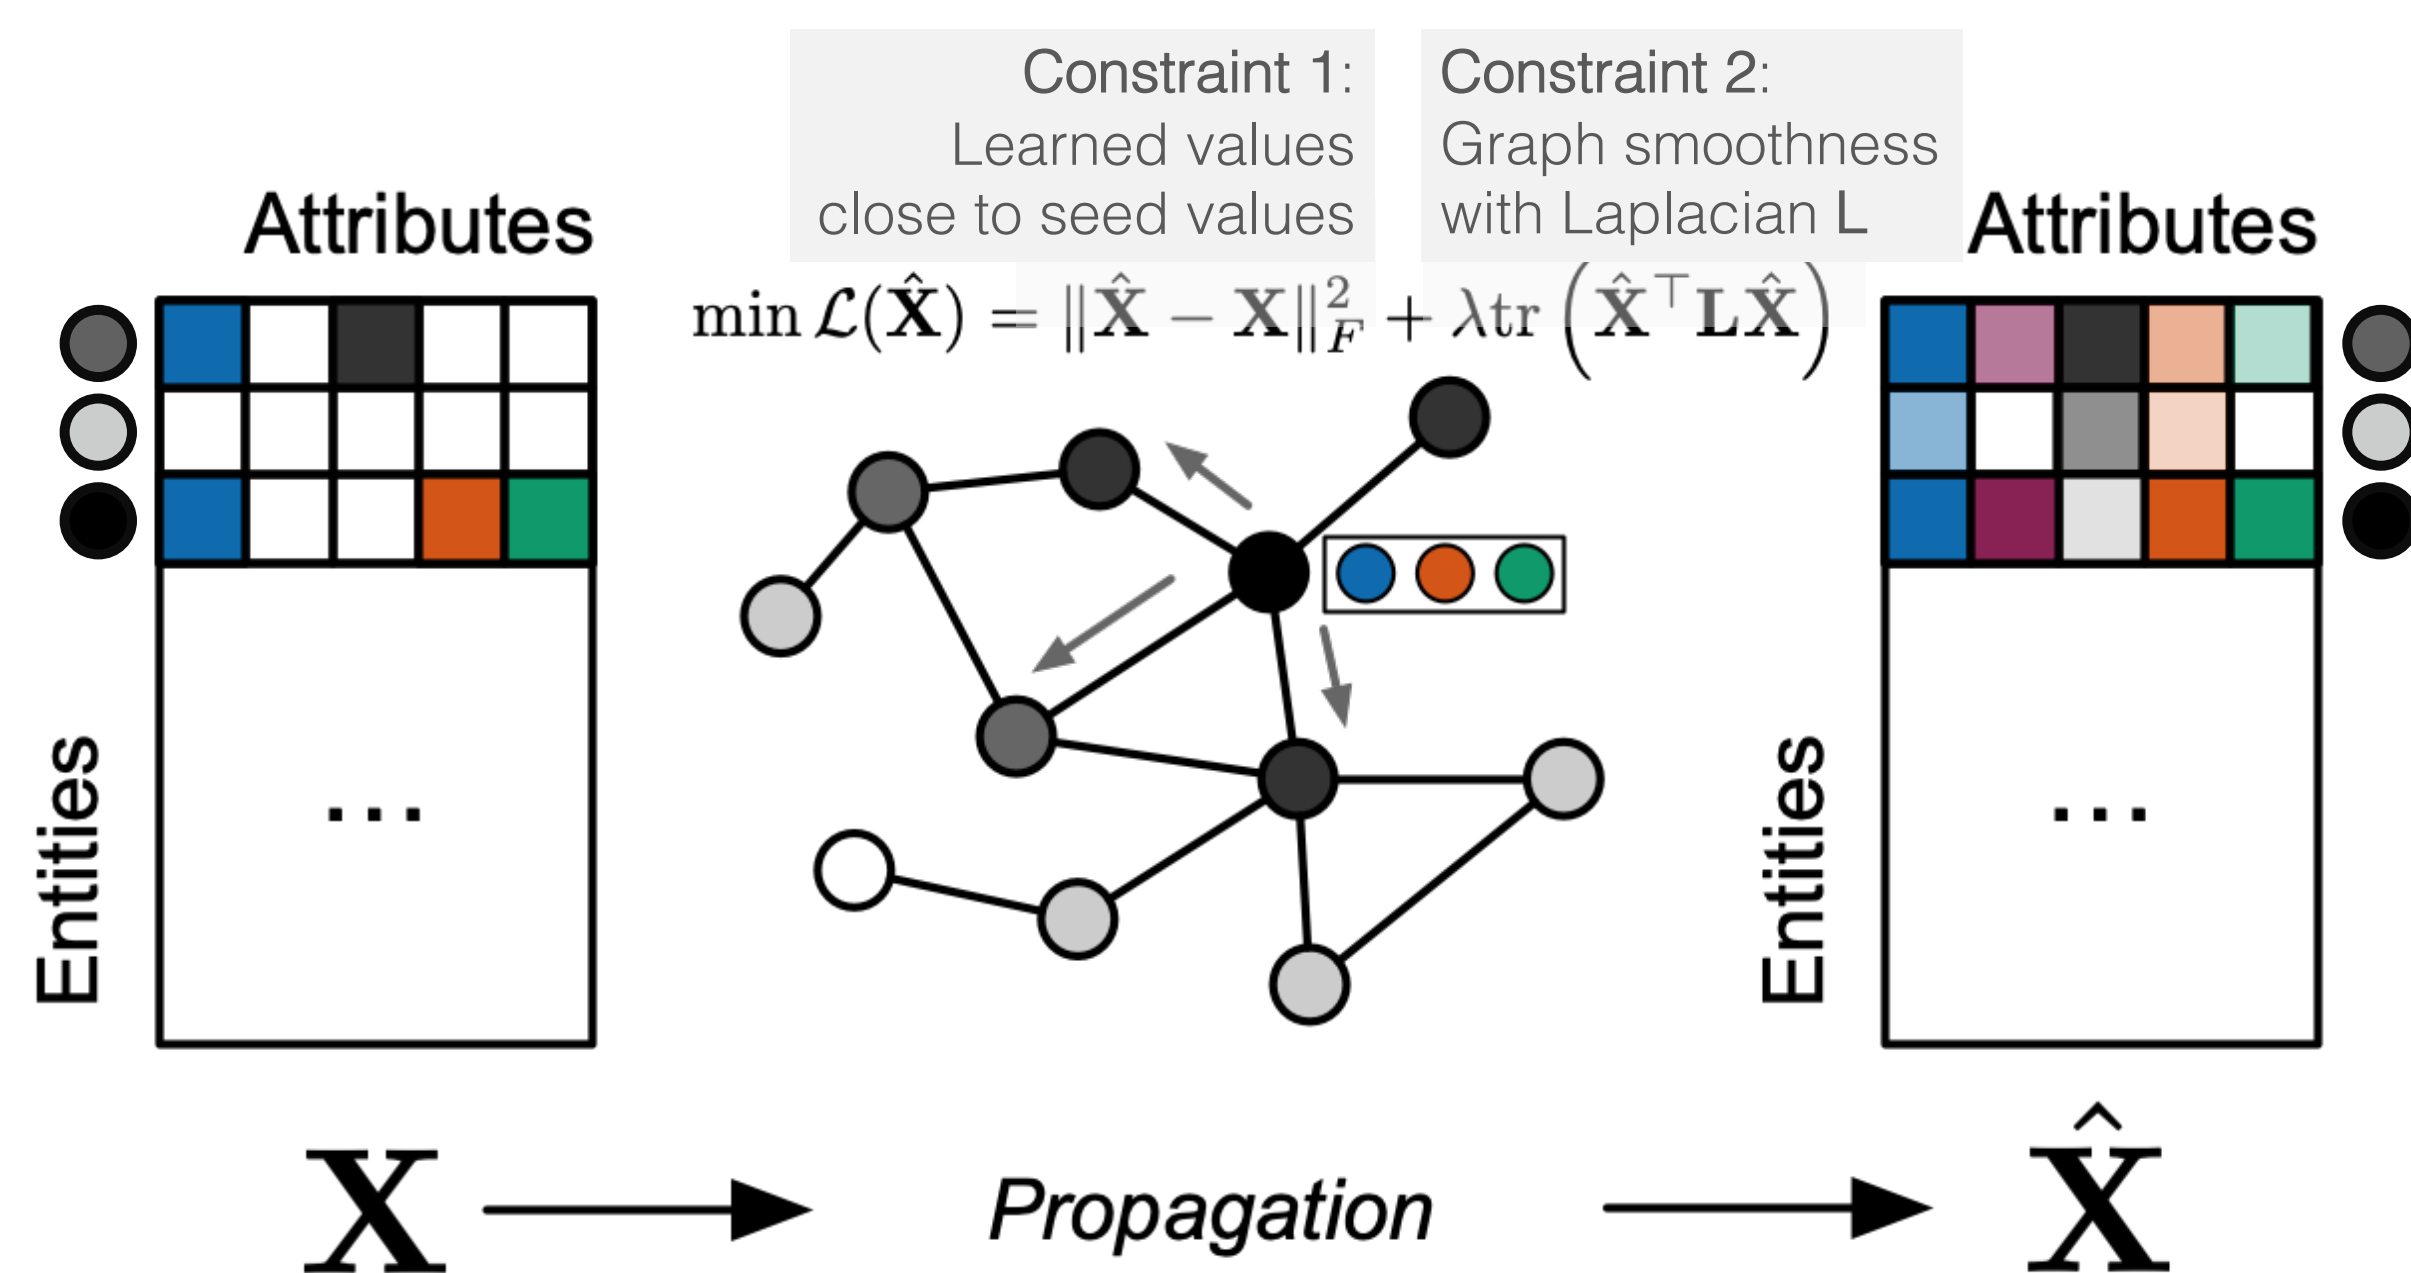 Constraint 1:
Learned values
close to seed values
Constraint 2:
Graph smoothness
with Laplacian L
Attributes
Attributes
min ℒ(X̂) = ‖X̂ − X‖²_F + λtr (X̂^⊤LX̂)
Entities
...
Entities
...
X
Propagation
X̂